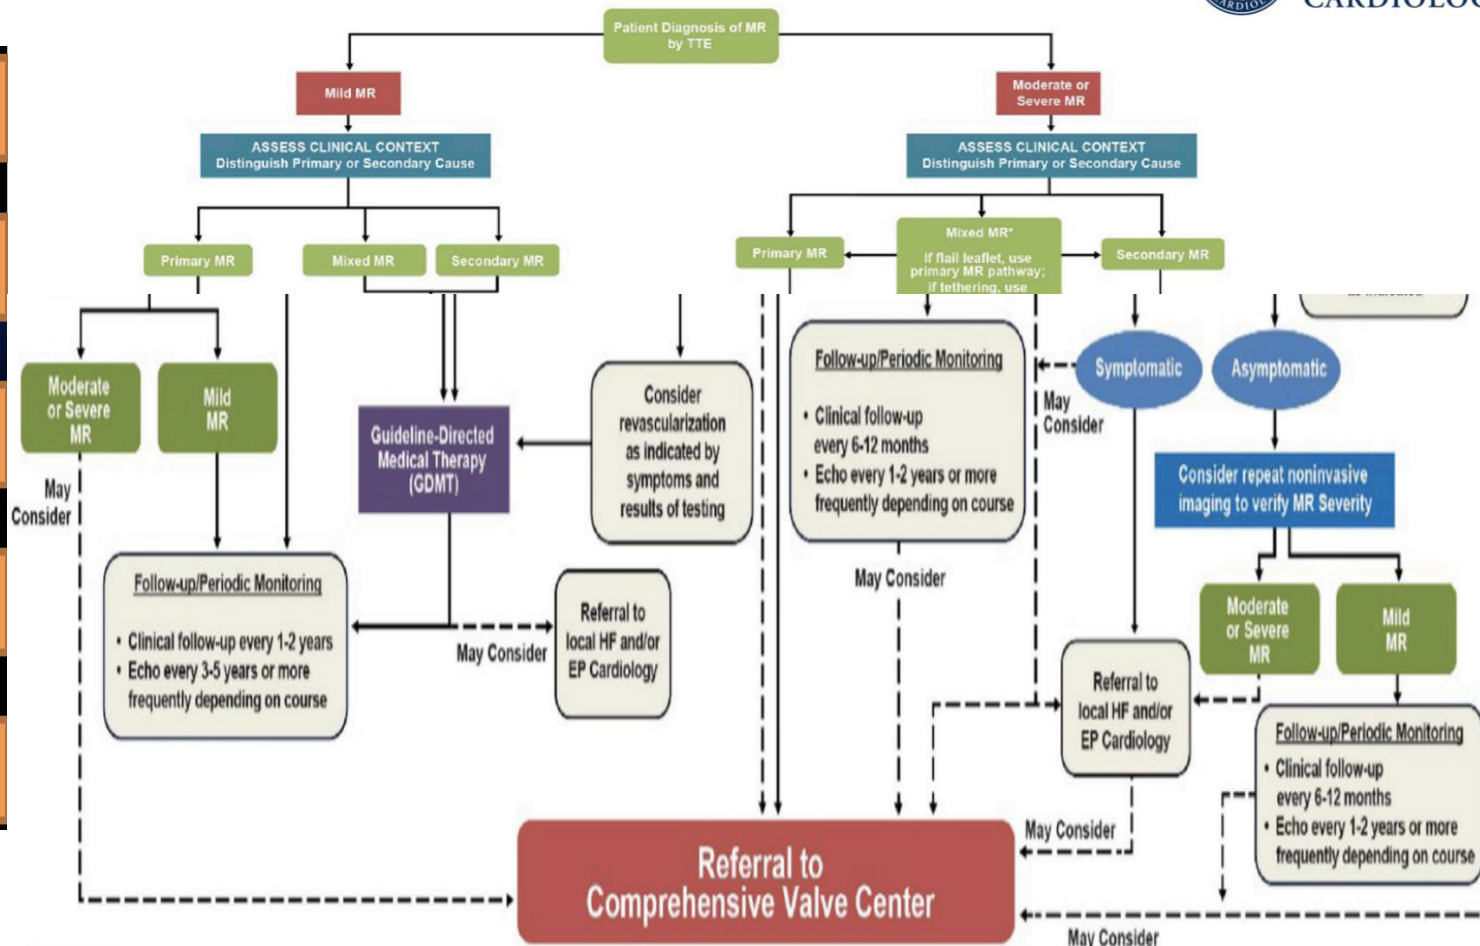 CARDIOLOG
CARDIOL
Patient Diagnosis of MR
by TTE
Mild MR
Moderate or
Severe MR
ASSESS CLINICAL CONTEXT
Distinguish Primary or Secondary Cause
ASSESS CLINICAL CONTEXT
Distinguish Primary or Secondary Cause
Primary MR
Mixed MR
Secondary MR
Primary MR
Mixed MR*
If flail leaflet, use
primary MR pathway;
if tethering, use
Secondary MR
Moderate
or Severe
MR
Mild
MR
Guideline-Directed
Medical Therapy
(GDMT)
Consider
revascularization
as indicated by
symptoms and
results of testing
Follow-up/Periodic Monitoring
• Clinical follow-up
every 6-12 months
• Echo every 1-2 years or more
frequently depending on course
Symptomatic
Asymptomatic
May
Consider
Consider repeat noninvasive
imaging to verify MR Severity
May
Consider
Follow-up/Periodic Monitoring
• Clinical follow-up every 1-2 years
• Echo every 3-5 years or more
frequently depending on course
May Consider
Referral to
local HF and/or
EP Cardiology
May Consider
Moderate
or Severe
MR
Mild
MR
Referral to
local HF and/or
EP Cardiology
Follow-up/Periodic Monitoring
• Clinical follow-up
every 6-12 months
• Echo every 1-2 years or more
frequently depending on course
May Consider
Referral to
Comprehensive Valve Center
May Consider